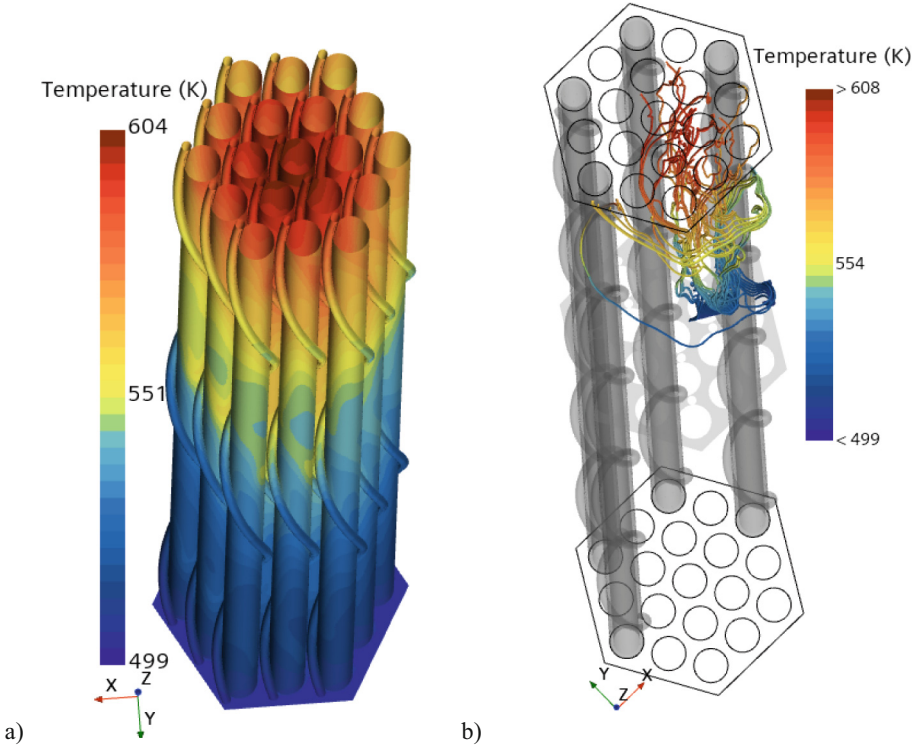 Temperature (K)
604
551
499
X
Z
Y
a)
Temperature (K)
> 608
554
< 499
Y
X
Z
b)